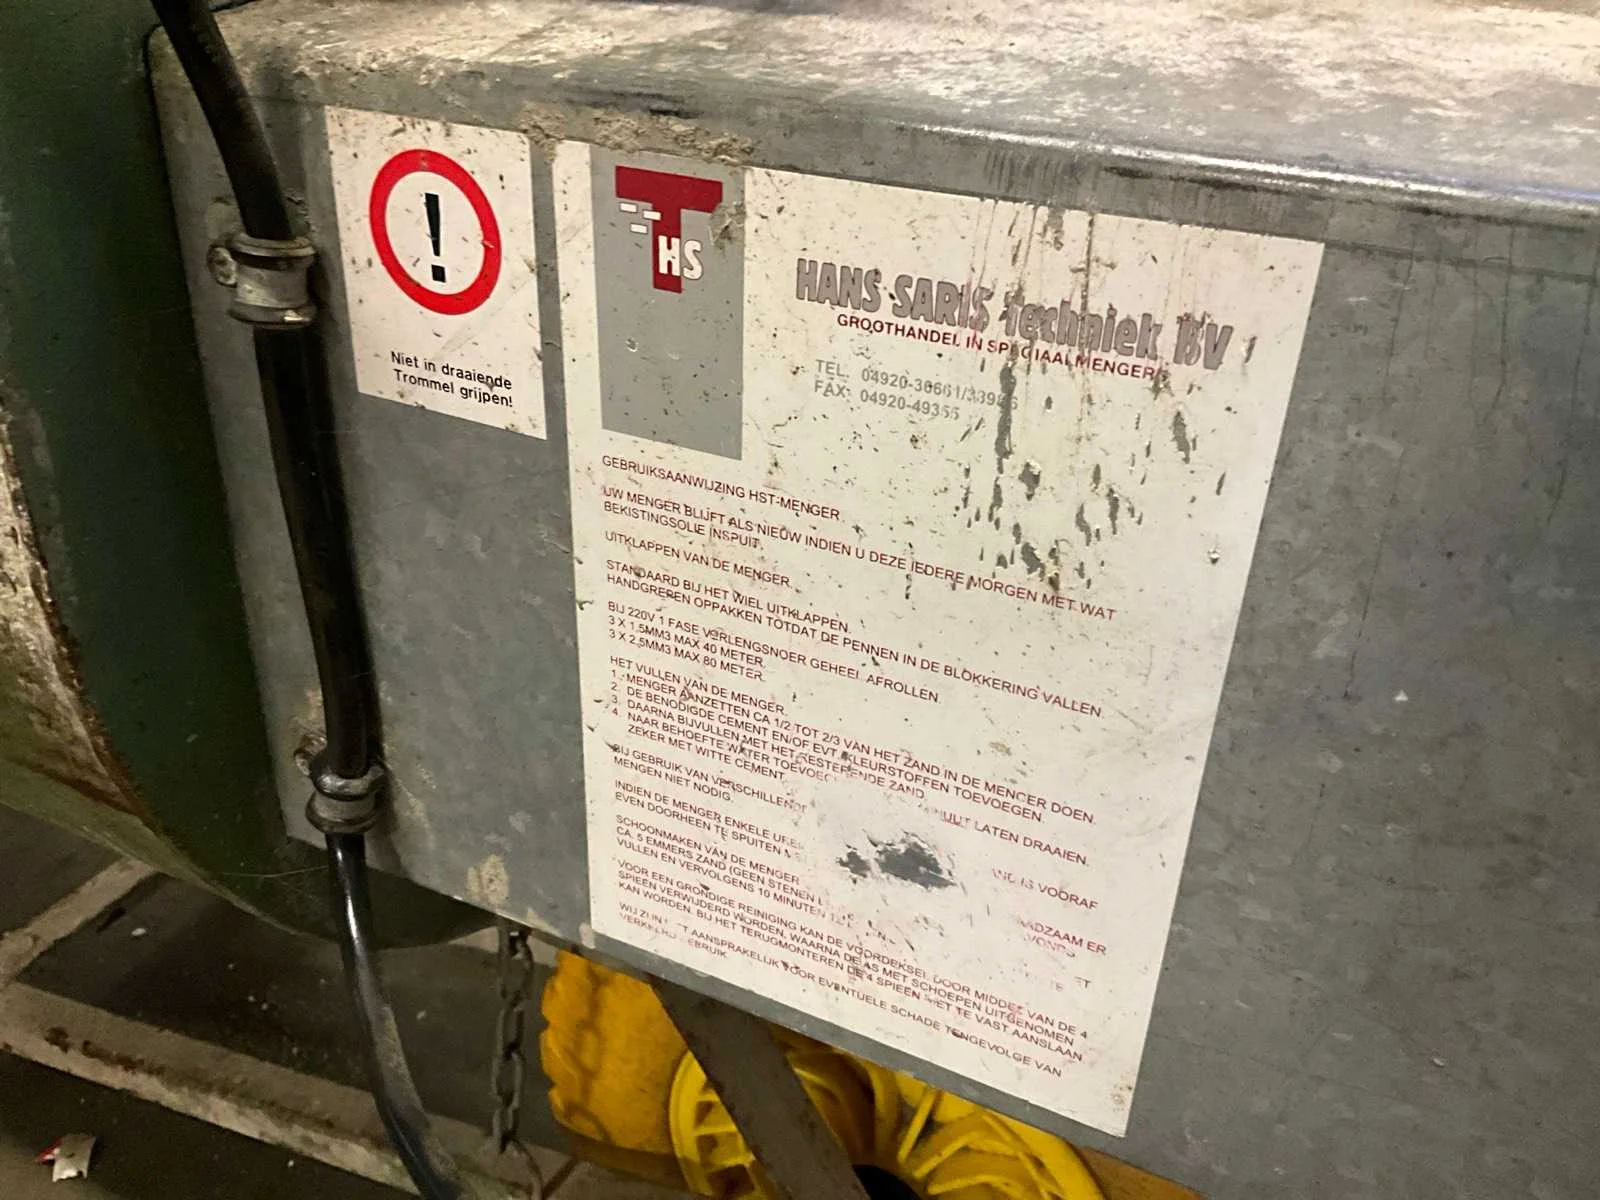 Niet in draaiende
Trommel grijpen!
HS
HANS SARIS Techniek BV
GROOTHANDEL IN SPECIAALMENGERS
TEL. 04920-36661/
FAX: 04920-49355
GEBRUIKSAANWIJZING HST-MENGER
UW MENGER BLIJFT ALS NIEUW INDIEN U DEZE IEDERE MORGEN MET WAT
BEKISTINGSOLIE INSPUIT.
UITKLAPPEN VAN DE MENGER.
STANDAARD BIJ HET WIEL UITKLAPPEN.
HANDGREPEN OPPAKKEN TOTDAT DE PENNEN IN DE BLOKKERING VALLEN.
BIJ 220V 1 FASE VERLENGSNOER GEHEEL AFROLLEN.
3 X 1,5MM3 MAX 40 METER.
3 X 2,5MM3 MAX 80 METER.
HET VULLEN VAN DE MENGER.
1. MENGER AANZETTEN CA 1/2 TOT 2/3 VAN HET ZAND IN DE MENGER DOEN.
2. DE BENODIGDE CEMENT EN/OF EVT. KLEURSTOFFEN TOEVOEGEN.
3. DAARNA BIJVULLEN MET HET RESTERENDE ZAND.
4. NAAR BEHOEFTE WATER TOEVOEG MINUUT LATEN DRAAIEN.
ZEKER MET WITTE CEMENT.
BIJ GEBRUIK VAN VERSCHILLENDE IS VOORAF
MENGEN NIET NODIG.
INDIEN DE MENGER ENKELE UREN RAADZAAM ER
EVEN DOORHEEN TE SPUITEN
SCHOONMAKEN VAN DE MENGER
CA. 5 EMMERS ZAND (GEEN STENEN
VULLEN EN VERVOLGENS 10 MINUTEN
VOOR EEN GRONDIGE REINIGING KAN DE VOORDEKSEL DOOR MIDDEL VAN DE 4
SPIEEN VERWIJDERD WORDEN, WAARNA DE AS MET SCHOEPEN UITGENOMEN
KAN WORDEN. BIJ HET TERUGMONTEREN DE 4 SPIEEN NIET TE VAST AANSLAAN
WIJ ZIJN NIET AANSPRAKELIJK VOOR EVENTUELE SCHADE TENGEVOLGE VAN
VERKEERD GEBRUIK.